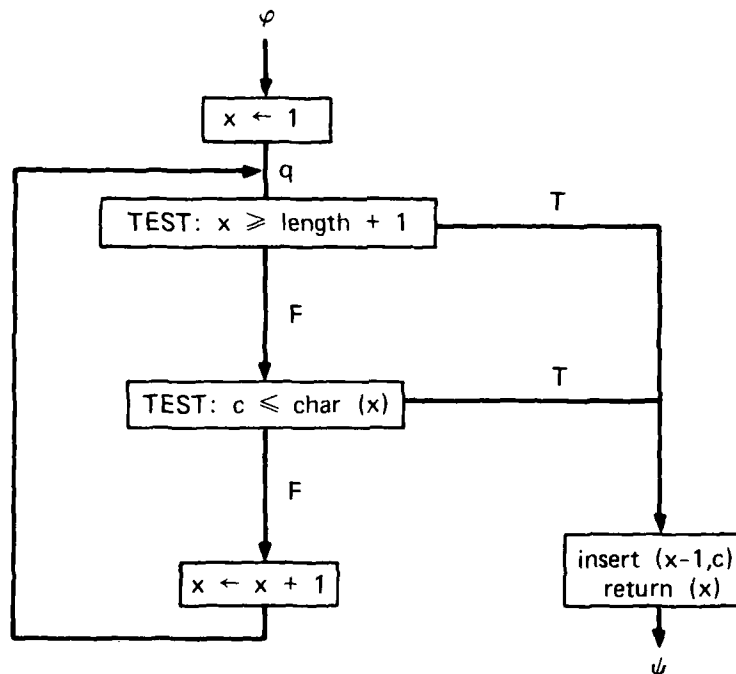 φ
x ← 1
q
TEST: x ⩾ length + 1
T
F
TEST: c ⩽ char (x)
T
F
x ← x + 1
insert (x-1,c)
return (x)
ψ